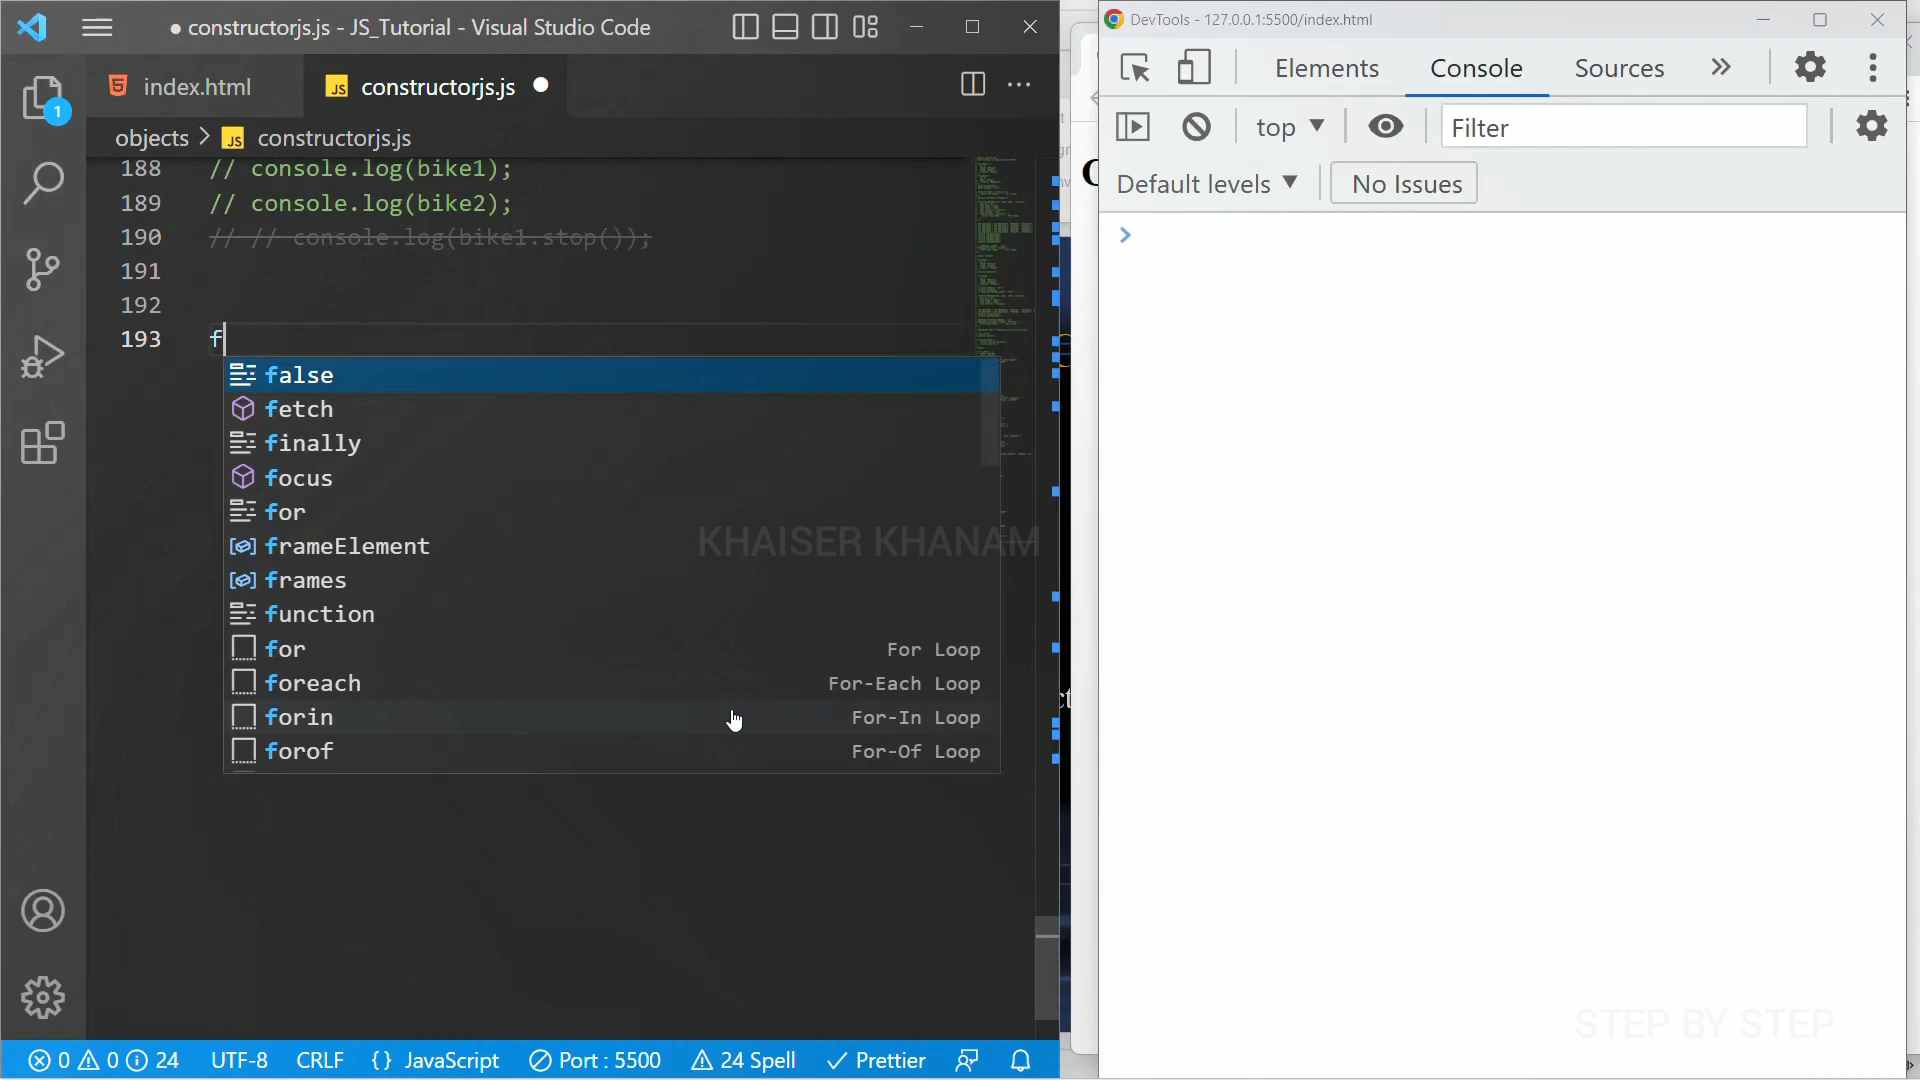 constructorjs.js - JS_Tutorial - Visual Studio Code
index.html
JS constructorjs.js
1
objects > JS constructorjs.js
188 // console.log(bike1);
189 // console.log(bike2);
190 // // console.log(bike1.stop());
191
192
193 f
false
fetch
finally
focus
for
frameElement
frames
function
for For Loop
foreach For-Each Loop
forin For-In Loop
forof For-Of Loop
KHAISER KHANAM
0 0 24 UTF-8 CRLF {} JavaScript Port : 5500 24 Spell Prettier
DevTools - 127.0.0.1:5500/index.html
Elements Console Sources
top Filter
Default levels No Issues
STEP BY STEP